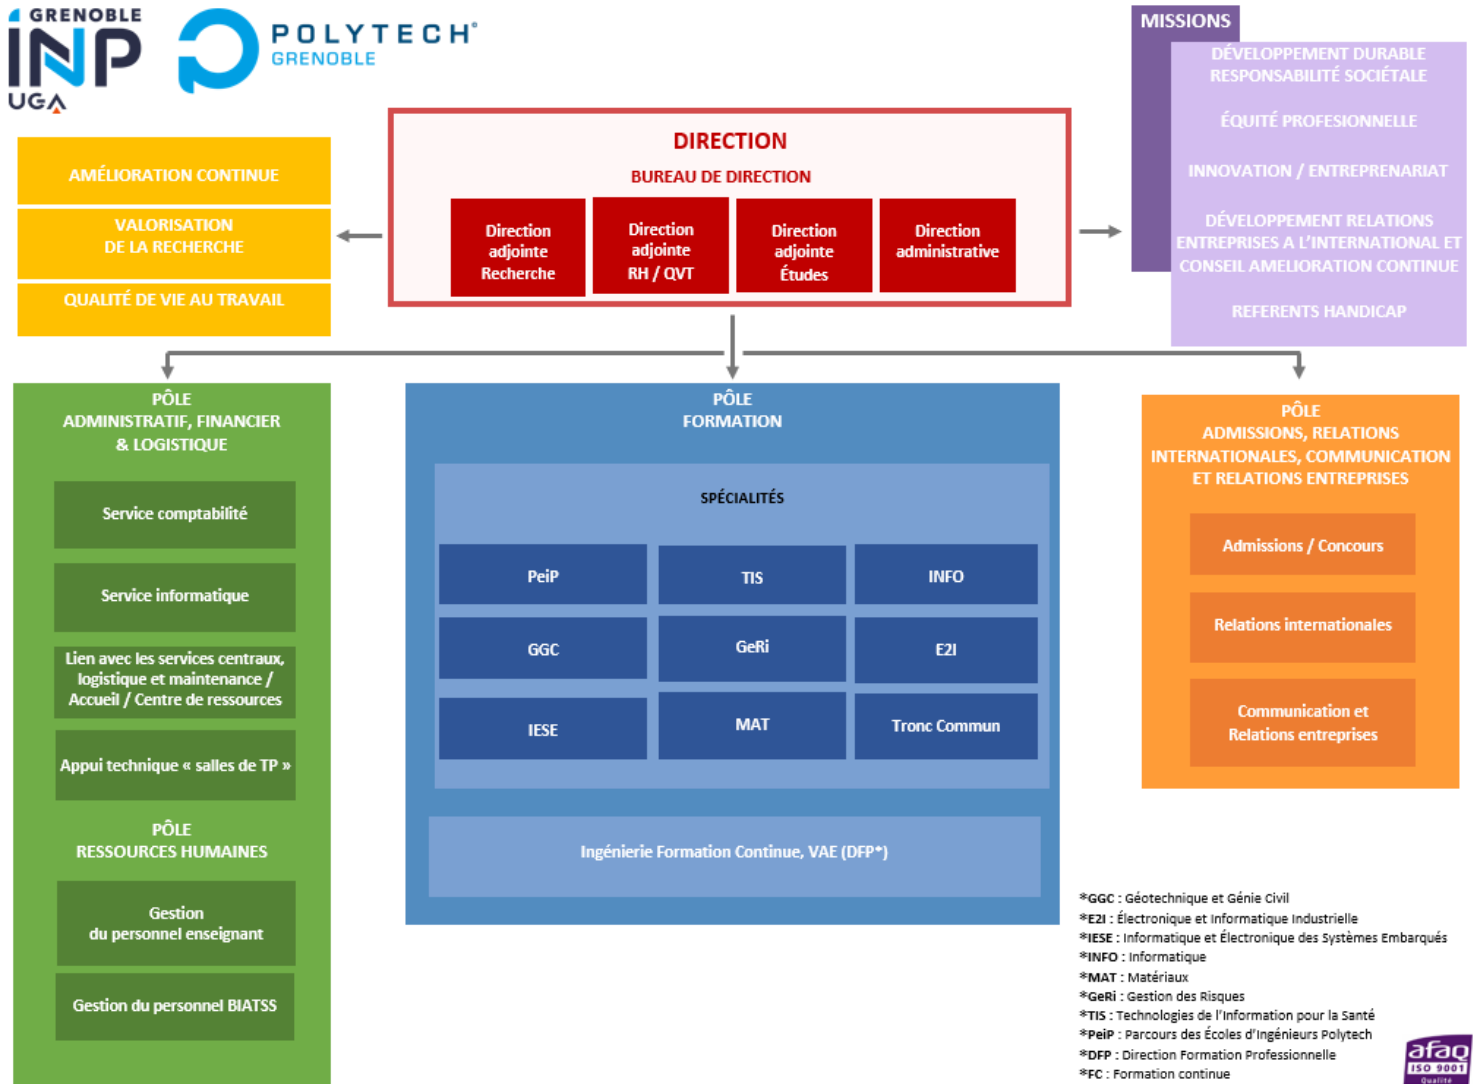 GRENOBLE
INP
UGA
POLYTECH®
GRENOBLE
MISSIONS
DÉVELOPPEMENT DURABLE
RESPONSABILITÉ SOCIÉTALE
ÉQUITÉ PROFESIONNELLE
INNOVATION / ENTREPRENARIAT
DÉVELOPPEMENT RELATIONS
ENTREPRISES A L'INTERNATIONAL ET
CONSEIL AMELIORATION CONTINUE
REFERENTS HANDICAP
AMÉLIORATION CONTINUE
VALORISATION
DE LA RECHERCHE
QUALITÉ DE VIE AU TRAVAIL
DIRECTION
BUREAU DE DIRECTION
Direction
adjointe
Recherche
Direction
adjointe
RH / QVT
Direction
adjointe
Études
Direction
administrative
PÔLE
ADMINISTRATIF, FINANCIER
& LOGISTIQUE
Service comptabilité
Service informatique
Lien avec les services centraux,
logistique et maintenance /
Accueil / Centre de ressources
Appui technique « salles de TP »
PÔLE
RESSOURCES HUMAINES
Gestion
du personnel enseignant
Gestion du personnel BIATSS
PÔLE
FORMATION
SPÉCIALITÉS
PeiP
TIS
INFO
GGC
GeRi
E2I
IESE
MAT
Tronc Commun
Ingénierie Formation Continue, VAE (DFP*)
PÔLE
ADMISSIONS, RELATIONS
INTERNATIONALES, COMMUNICATION
ET RELATIONS ENTREPRISES
Admissions / Concours
Relations internationales
Communication et
Relations entreprises
*GGC : Géotechnique et Génie Civil
*E2I : Électronique et Informatique Industrielle
*IESE : Informatique et Électronique des Systèmes Embarqués
*INFO : Informatique
*MAT : Matériaux
*GeRi : Gestion des Risques
*TIS : Technologies de l'Information pour la Santé
*PeiP : Parcours des Écoles d'Ingénieurs Polytech
*DFP : Direction Formation Professionnelle
*FC : Formation continue
afaq
ISO 9001
Qualité